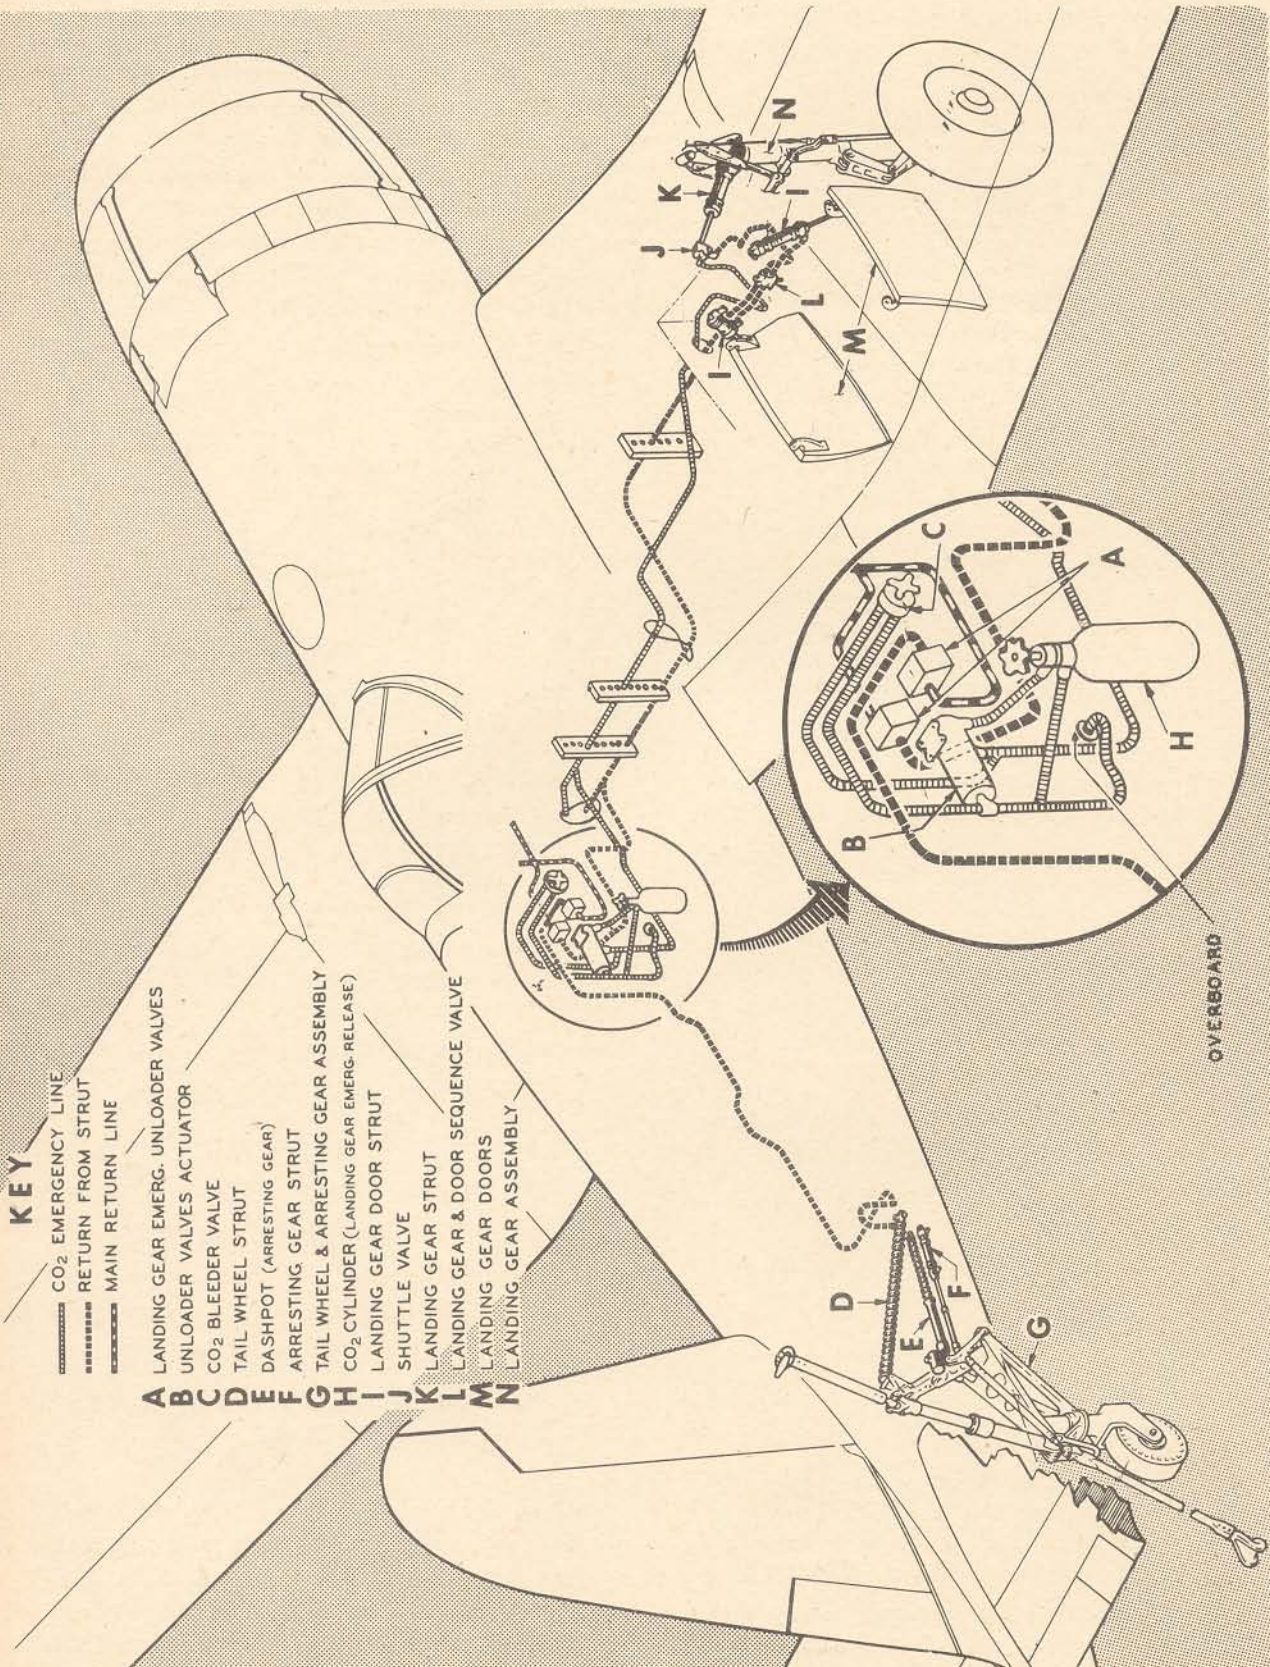 KEY
CO2 EMERGENCY LINE
RETURN FROM STRUT
MAIN RETURN LINE
A LANDING GEAR EMERG. UNLOADER VALVES
B UNLOADER VALVES ACTUATOR
C CO2 BLEEDER VALVE
D TAIL WHEEL STRUT
E DASHPOT (ARRESTING GEAR)
F ARRESTING GEAR STRUT
G TAIL WHEEL & ARRESTING GEAR ASSEMBLY
H CO2 CYLINDER (LANDING GEAR EMERG. RELEASE)
I LANDING GEAR DOOR STRUT
J SHUTTLE VALVE
K LANDING GEAR STRUT
L LANDING GEAR & DOOR SEQUENCE VALVE
M LANDING GEAR DOORS
N LANDING GEAR ASSEMBLY
J
K
N
I
I
L
M
D
E
F
G
B
C
A
H
OVERBOARD